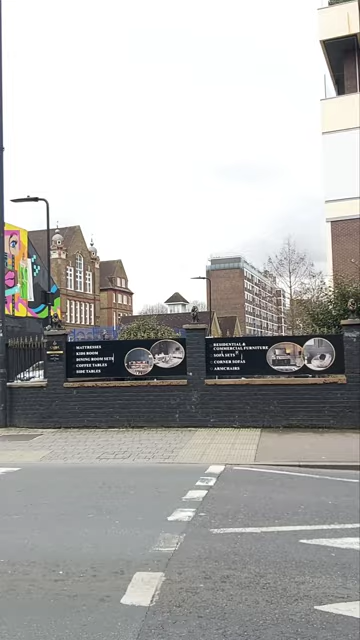 MATTRESSES
KIDS ROOM
DINING ROOM SETS
COFFEE TABLES
SIDE TABLES
RESIDENTIAL &
COMMERCIAL FURNITURE
SOFA SETS
CORNER SOFAS
ARMCHAIRS